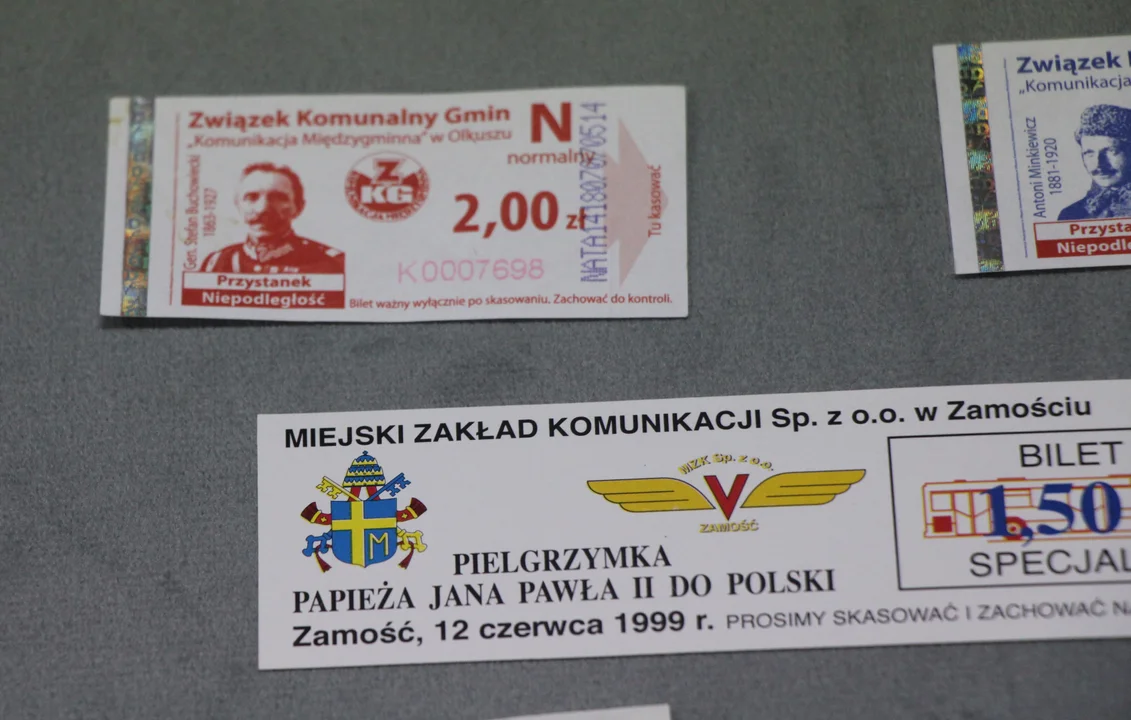 Związek Komunalny Gmin
„Komunikacja Międzygminna” w Olkuszu
N
normalny
Gen. Stefan Buchowiecki
1863-1927
ZKG
2,00 zł
Tu kasować
K0007698
Przystanek
Niepodległość
Bilet ważny wyłącznie po skasowaniu. Zachować do kontroli.
Związek
„Komunikacja
Antoni Minkiewicz
1881-1920
Przysta
Niepodle
MIEJSKI ZAKŁAD KOMUNIKACJI Sp. z o.o. w Zamościu
MZK Sp. z o.o.
V
ZAMOŚĆ
M
PIELGRZYMKA
PAPIEŻA JANA PAWŁA II DO POLSKI
Zamość, 12 czerwca 1999 r. PROSIMY SKASOWAĆ I ZACHOWAĆ
BILET
1,50
SPECJAL